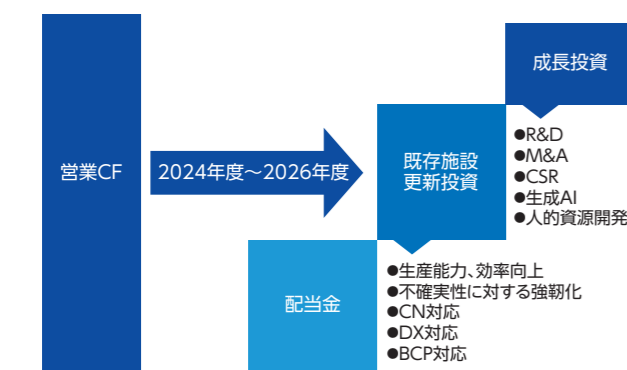 営業CF
2024年度～2026年度
成長投資
●R&D
●M&A
●CSR
●生成AI
●人的資源開発
既存施設
更新投資
●生産能力、効率向上
●不確実性に対する強靭化
●CN対応
●DX対応
●BCP対応
配当金